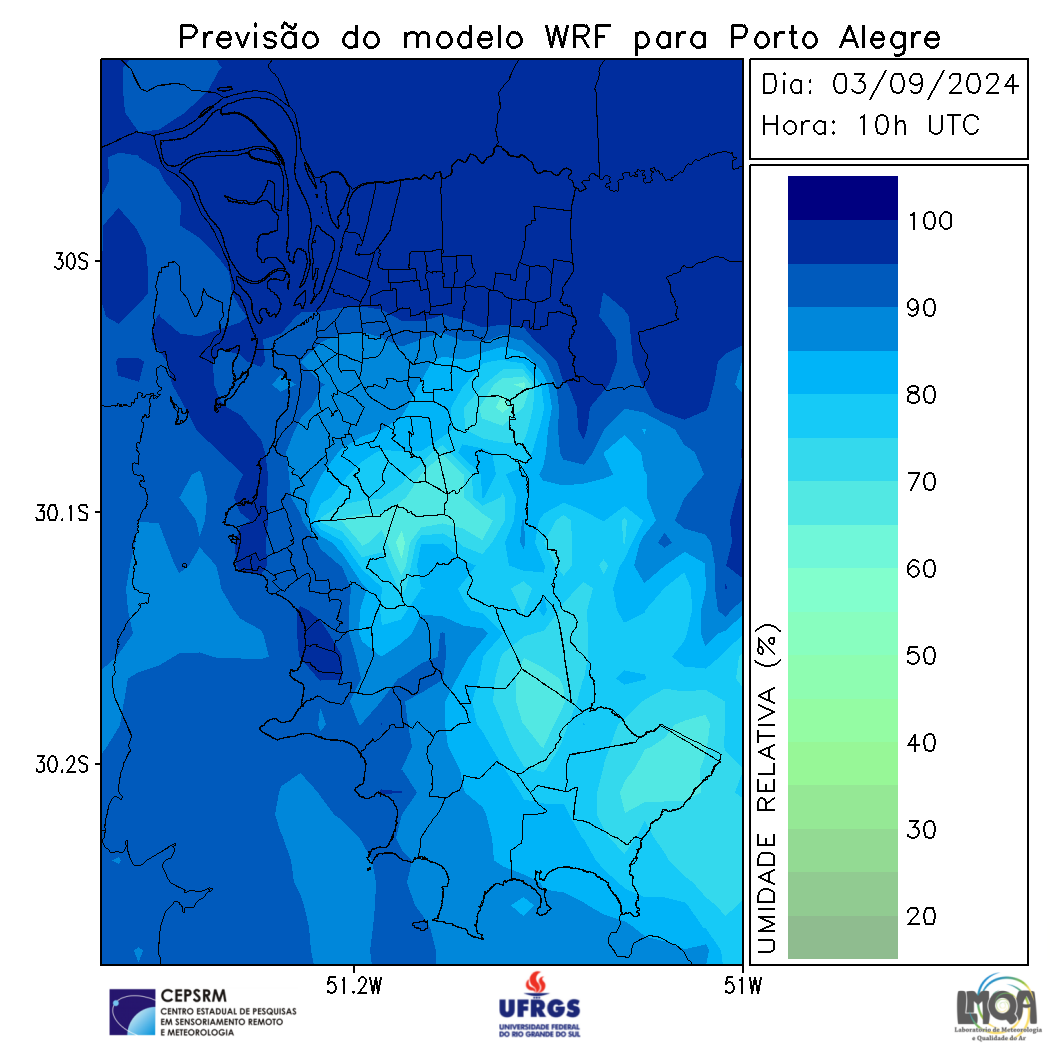 Previsão do modelo WRF para Porto Alegre
Dia: 03/09/2024
Hora: 10h UTC
30S
30.1S
30.2S
51.2W
51W
UMIDADE RELATIVA (%)
100
90
80
70
60
50
40
30
20
CEPSRM
CENTRO ESTADUAL DE PESQUISAS
EM SENSORIAMENTO REMOTO
E METEOROLOGIA
UFRGS
UNIVERSIDADE FEDERAL
DO RIO GRANDE DO SUL
LMQA
Laboratório de Meteorologia
e Qualidade do Ar